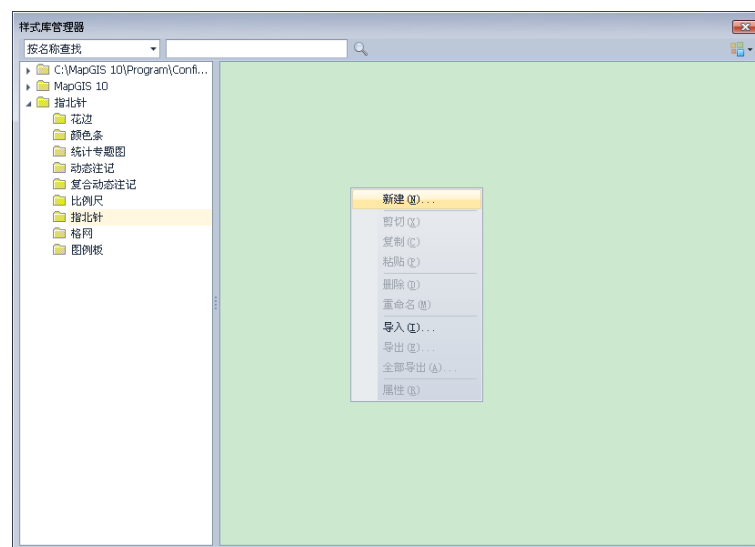 样式库管理器
按名称查找
C:\MapGIS 10\Program\Confi...
MapGIS 10
指北针
花边
颜色条
统计专题图
动态注记
复合动态注记
比例尺
指北针
格网
图例板
新建(N)...
剪切(X)
复制(C)
粘贴(P)
删除(D)
重命名(M)
导入(I)...
导出(E)...
全部导出(A)...
属性(R)